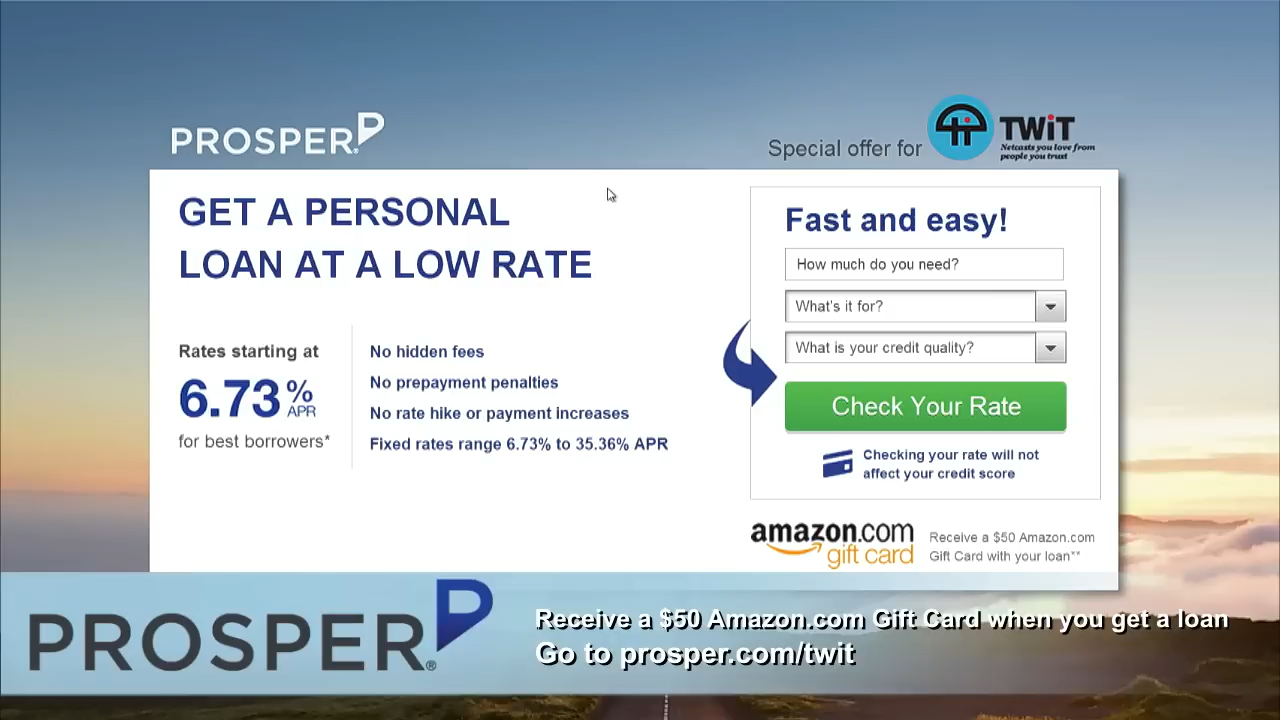 PROSPER
Special offer for
TWiT
Netcasts you love from
people you trust
GET A PERSONAL
LOAN AT A LOW RATE
Rates starting at
6.73% APR
for best borrowers*
No hidden fees
No prepayment penalties
No rate hike or payment increases
Fixed rates range 6.73% to 35.36% APR
Fast and easy!
How much do you need?
What's it for?
What is your credit quality?
Check Your Rate
Checking your rate will not
affect your credit score
amazon.com
gift card
Receive a $50 Amazon.com
Gift Card with your loan**
PROSPER®
Receive a $50 Amazon.com Gift Card when you get a loan
Go to prosper.com/twit